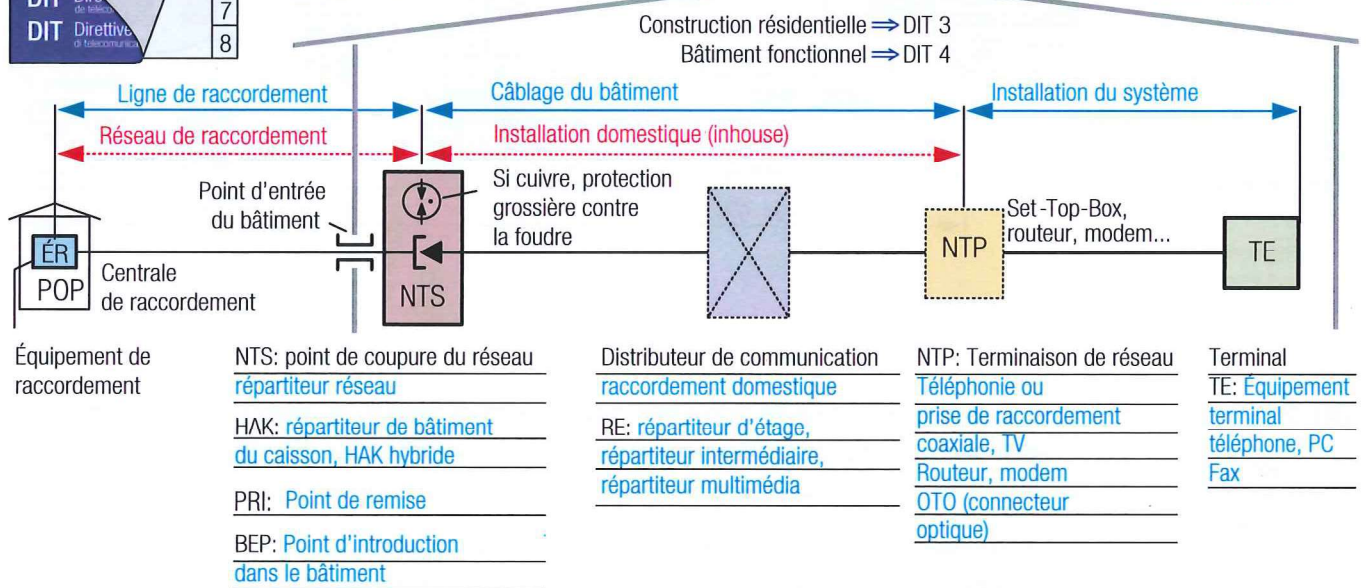 DIT
de téléco
7
DIT Direttive
di telecomunica
8
Construction résidentielle ⇒ DIT 3
Bâtiment fonctionnel ⇒ DIT 4
Ligne de raccordement
Câblage du bâtiment
Installation du système
Réseau de raccordement
Installation domestique (inhouse)
Point d'entrée
du bâtiment
Si cuivre, protection
grossière contre
la foudre
Set-Top-Box,
routeur, modem...
ÉR
POP
Centrale
de raccordement
NTS
NTP
TE
Équipement de
raccordement
NTS: point de coupure du réseau
répartiteur réseau
HAK: répartiteur de bâtiment
du caisson, HAK hybride
PRI: Point de remise
BEP: Point d'introduction
dans le bâtiment
Distributeur de communication
raccordement domestique
RE: répartiteur d'étage,
répartiteur intermédiaire,
répartiteur multimédia
NTP: Terminaison de réseau
Téléphonie ou
prise de raccordement
coaxiale, TV
Routeur, modem
OTO (connecteur
optique)
Terminal
TE: Équipement
terminal
téléphone, PC
Fax